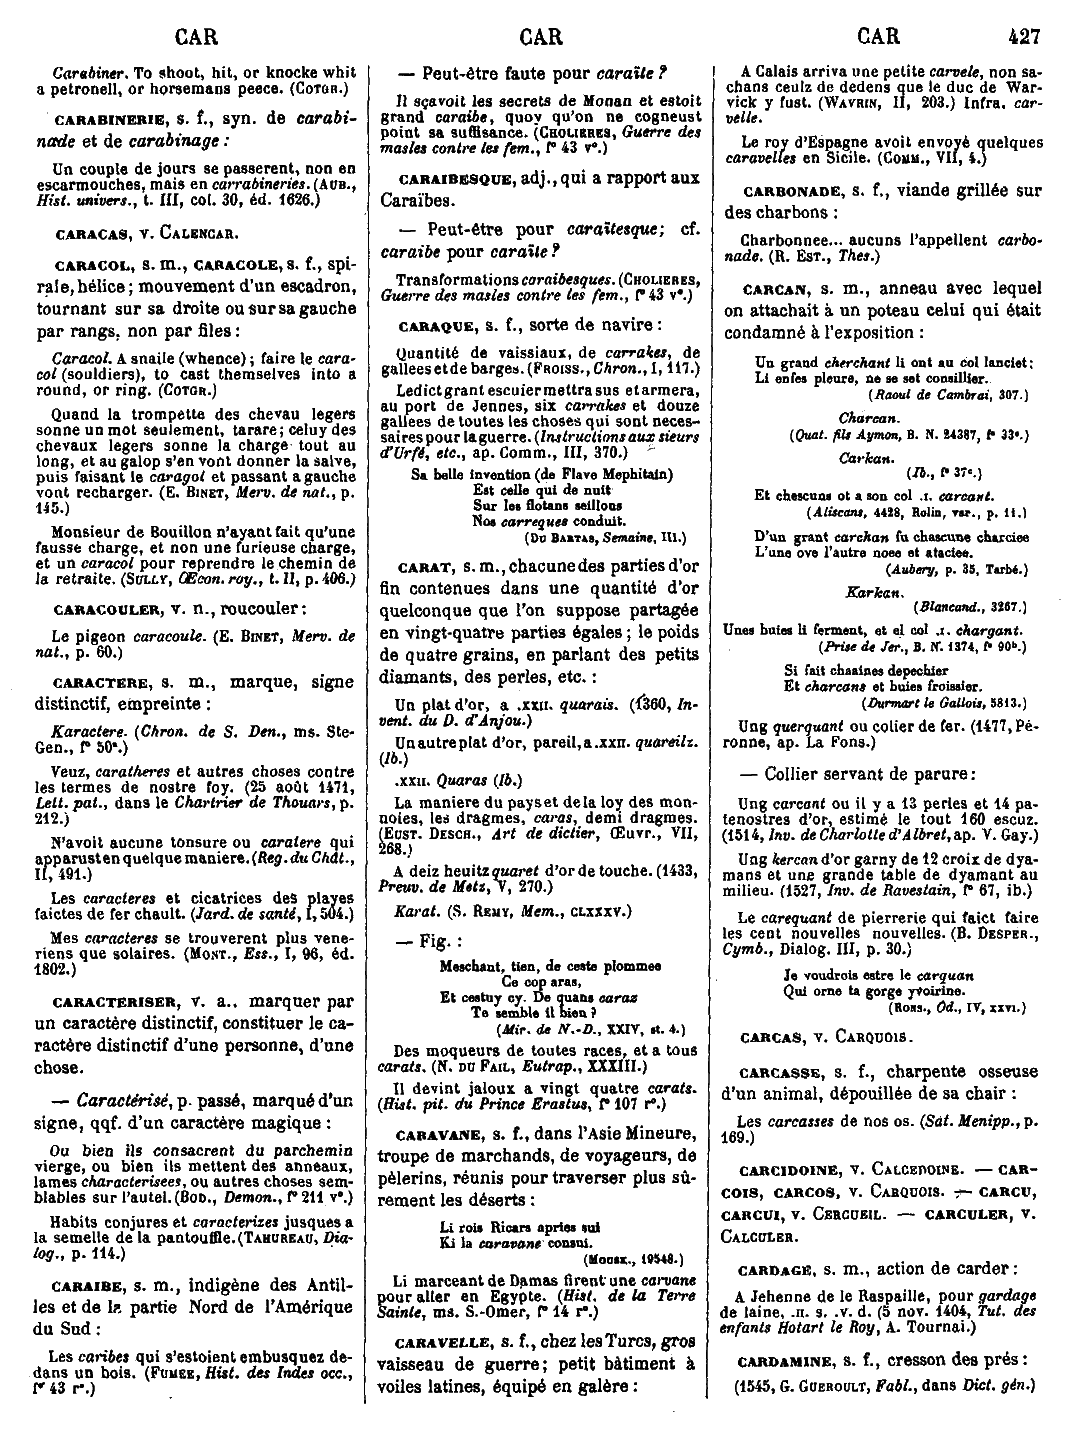 CAR
CAR
CAR 427
Carabiner. To shoot, hit, or knocke whit
a petronell, or horsemans peece. (COTGR.)
CARABINERIE, s. f., syn. de carabi-
nade et de carabinage :
Un couple de jours se passerent, non en
escarmouches, mais en carrabineries. (AUB.,
Hist. univers., t. III, col. 30, éd. 1626.)
CARACAS, v. CALENCAR.
CARACOL, s. m., CARACOLE, s. f., spi-
rale, hélice ; mouvement d'un escadron,
tournant sur sa droite ou sur sa gauche
par rangs, non par files :
Caracol. A snaile (whence) ; faire le cara-
col (souldiers), to cast themselves into a
round, or ring. (COTGR.)
Quand la trompette des chevau legers
sonne un mot seulement, tarare ; celuy des
chevaux legers sonne la charge tout au
long, et au galop s'en vont donner la salve,
puis faisant le caragol et passant a gauche
vont recharger. (E. BINET, Merv. de nat., p.
145.)
Monsieur de Bouillon n'ayant fait qu'une
fausse charge, et non une furieuse charge,
et un caracol pour reprendre le chemin de
la retraite. (SULLY, Œcon. roy., t. II, p. 406.)
CARACOULER, v. n., roucouler :
Le pigeon caracoule. (E. BINET, Merv. de
nat., p. 60.)
CARACTERE, s. m., marque, signe
distinctif, empreinte :
Karactere. (Chron. de S. Den., ms. Ste-
Gen., f° 50ª.)
Veuz, caratheres et autres choses contre
les termes de nostre foy. (25 août 1471,
Lett. pat., dans le Chartrier de Thouars, p.
212.)
N'avoit aucune tonsure ou caratere qui
apparust en quelque maniere. (Reg. du Chât.,
II, 491.)
Les caracteres et cicatrices des playes
faictes de fer chault. (Jard. de santé, I, 504.)
Mes caracteres se trouverent plus vene-
riens que solaires. (MONT., Ess., I, 96, éd.
1802.)
CARACTERISER, v. a., marquer par
un caractère distinctif, constituer le ca-
ractère distinctif d'une personne, d'une
chose.
— Caractérisé, p. passé, marqué d'un
signe, qqf. d'un caractère magique :
Ou bien ils consacrent du parchemin
vierge, ou bien ils mettent des anneaux,
lames characterisees, ou autres choses sem-
blables sur l'autel. (BOD., Demon., f° 211 v°.)
Habits conjures et caracterizes jusques a
la semelle de la pantouffle. (TAHUREAU, Dia-
log., p. 114.)
CARAIBE, s. m., indigène des Antil-
les et de la partie Nord de l'Amérique
du Sud :
Les caribes qui s'estoient embusquez de-
dans un bois. (FUMEE, Hist. des Indes occ.,
f° 43 r°.)
— Peut-être faute pour caraïte ?
Il sçavoit les secrets de Monan et estoit
grand caraibe, quoy qu'on ne cogneust
point sa suffisance. (CHOLIERES, Guerre des
masles contre les fem., f° 43 v°.)
CARAIBESQUE, adj., qui a rapport aux
Caraïbes.
— Peut-être pour caraïtesque ; cf.
caraibe pour caraïte ?
Transformations caraibesques. (CHOLIERES,
Guerre des masles contre les fem., f° 43 v°.)
CARAQUE, s. f., sorte de navire :
Quantité de vaissiaux, de carrakes, de
gallees et de barges. (FROISS., Chron., I, 117.)
Ledict grant escuier mettra sus et armera,
au port de Jennes, six carrakes et douze
gallees de toutes les choses qui sont neces-
saires pour la guerre. (Instructions aux sieurs
d'Urfé, etc., ap. Comm., III, 370.)
Sa belle invention (de Flave Mephitain)
Est celle qui de nuit
Sur les flotans seillons
Nos carreques conduit.
(DU BARTAS, Semaine, III.)
CARAT, s. m., chacune des parties d'or
fin contenues dans une quantité d'or
quelconque que l'on suppose partagée
en vingt-quatre parties égales ; le poids
de quatre grains, en parlant des petits
diamants, des perles, etc. :
Un plat d'or, a .XXII. quarais. (1360, In-
vent. du D. d'Anjou.)
Un autre plat d'or, pareil, a .XXII. quareilz.
(Ib.)
.XXII. Quaras (Ib.)
La maniere du pays et de la loy des mon-
noies, les dragmes, caras, demi dragmes.
(EUST. DESCH., Art de dictier, Œuvr., VII,
268.)
A deiz heuitz quaret d'or de touche. (1433,
Preuv. de Metz, V, 270.)
Karat. (S. REMY, Mem., CLXXXV.)
— Fig. :
Meschant, tien, de ceste plommee
Ce cop aras,
Et cestuy cy. De quans caraz
Te semble il bien ?
(Mir. de N.-D., XXIV, st. 4.)
Des moqueurs de toutes races, et a tous
carats. (N. DU FAIL, Eutrap., XXXIII.)
Il devint jaloux a vingt quatre carats.
(Hist. pit. du Prince Erastus, f° 107 r°.)
CARAVANE, s. f., dans l'Asie Mineure,
troupe de marchands, de voyageurs, de
pèlerins, réunis pour traverser plus sû-
rement les déserts :
Li rois Ricars apries sui
Ki la caravane consui.
(MOUSK., 19548.)
Li marceant de Damas firent une carvane
pour aller en Egypte. (Hist. de la Terre
Sainte, ms. S.-Omer, f° 14 r°.)
CARAVELLE, s. f., chez les Turcs, gros
vaisseau de guerre ; petit bâtiment à
voiles latines, équipé en galère :
A Calais arriva une petite carvele, non sa-
chans ceulz de dedens que le duc de War-
vick y fust. (WAVRIN, II, 203.) Infra, car-
velle.
Le roy d'Espagne avoit envoyé quelques
caravelles en Sicile. (COMM., VII, 4.)
CARBONADE, s. f., viande grillée sur
des charbons :
Charbonnee... aucuns l'appellent carbo-
nade. (R. EST., Thes.)
CARCAN, s. m., anneau avec lequel
on attachait à un poteau celui qui était
condamné à l'exposition :
Un grand cherchant li ont au col lanciet ;
Li enfes pleure, ne se set consillier.
(Raoul de Cambrai, 307.)
Charcan.
(Quat. fils Aymon, B. N. 24387, f° 33ᶜ.)
Carkan.
(Ib., f° 37ᶜ.)
Et chescuns ot a son col .I. carcant.
(Aliscans, 4428, Rolin, var., p. 11.)
D'un grant carchan fu chascune charciee
L'une ove l'autre noee et atachee.
(Aubery, p. 35, Tarbé.)
Karkan.
(Blancand., 3267.)
Unes buies li ferment, et el col .I. chargant.
(Prise de Jer., B. N. 1374, f° 90ᵇ.)
Si fait chaaines depechier
Et charcans et buies froissier.
(Durmart le Gallois, 5813.)
Ung querquant ou colier de fer. (1477, Pé-
ronne, ap. La Fons.)
— Collier servant de parure :
Ung carcant ou il y a 13 perles et 14 pa-
tenostres d'or, estimé le tout 160 escuz.
(1514, Inv. de Charlotte d'Albret, ap. V. Gay.)
Ung kercan d'or garny de 12 croix de dya-
mans et une grande table de dyamant au
milieu. (1527, Inv. de Ravestain, f° 67, ib.)
Le carequant de pierrerie qui faict faire
les cent nouvelles nouvelles. (B. DESPER.,
Cymb., Dialog. III, p. 30.)
Je voudrois estre le carquan
Qui orne ta gorge yvoirine.
(RONS., Od., IV, XXVI.)
CARCAS, v. CARQUOIS.
CARCASSE, s. f., charpente osseuse
d'un animal, dépouillée de sa chair :
Les carcasses de nos os. (Sat. Menipp., p.
169.)
CARCIDOINE, v. CALCEDOINE. — CAR-
COIS, CARCOS, v. CARQUOIS. — CARCU,
CARCUI, v. CERCUEIL. — CARCULER, v.
CALCULER.
CARDAGE, s. m., action de carder :
A Jehenne de le Raspaille, pour gardage
de laine, .II. s. .V. d. (5 nov. 1404, Tut. des
enfants Hotart le Roy, A. Tournai.)
CARDAMINE, s. f., cresson des prés :
(1545, G. GUEROULT, Fabl., dans Dict. gén.)